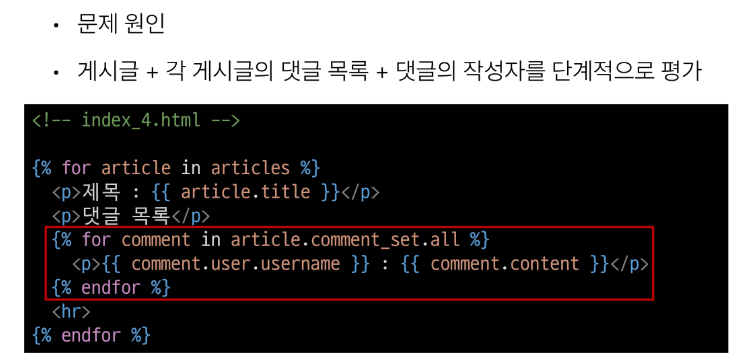 • 문제 원인
• 게시글 + 각 게시글의 댓글 목록 + 댓글의 작성자를 단계적으로 평가
<!-- index_4.html -->
{% for article in articles %}
<p>제목 : {{ article.title }}</p>
<p>댓글 목록</p>
{% for comment in article.comment_set.all %}
<p>{{ comment.user.username }} : {{ comment.content }}</p>
{% endfor %}
<hr>
{% endfor %}